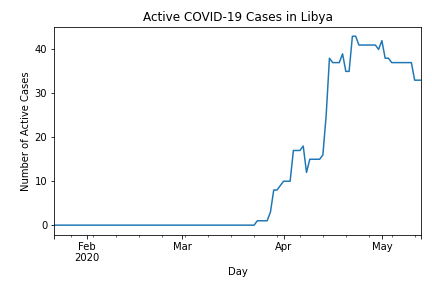 Active COVID-19 Cases in Libya
Number of Active Cases
40
30
20
10
0
Feb
2020
Mar
Apr
May
Day